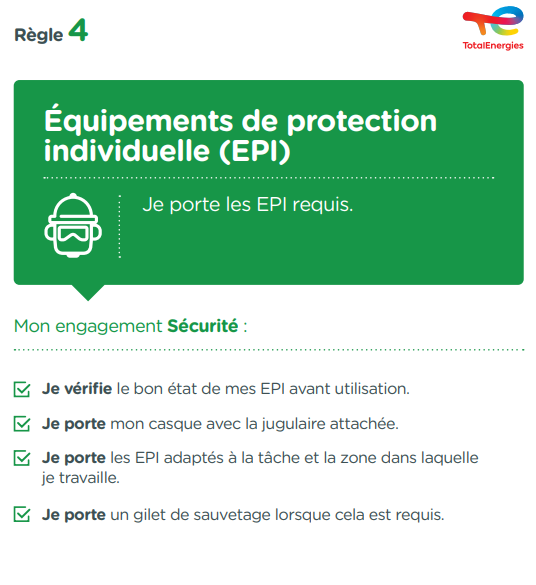 Règle 4
TotalEnergies
Équipements de protection
individuelle (EPI)
Je porte les EPI requis.
Mon engagement Sécurité :
Je vérifie le bon état de mes EPI avant utilisation.
Je porte mon casque avec la jugulaire attachée.
Je porte les EPI adaptés à la tâche et la zone dans laquelle
je travaille.
Je porte un gilet de sauvetage lorsque cela est requis.